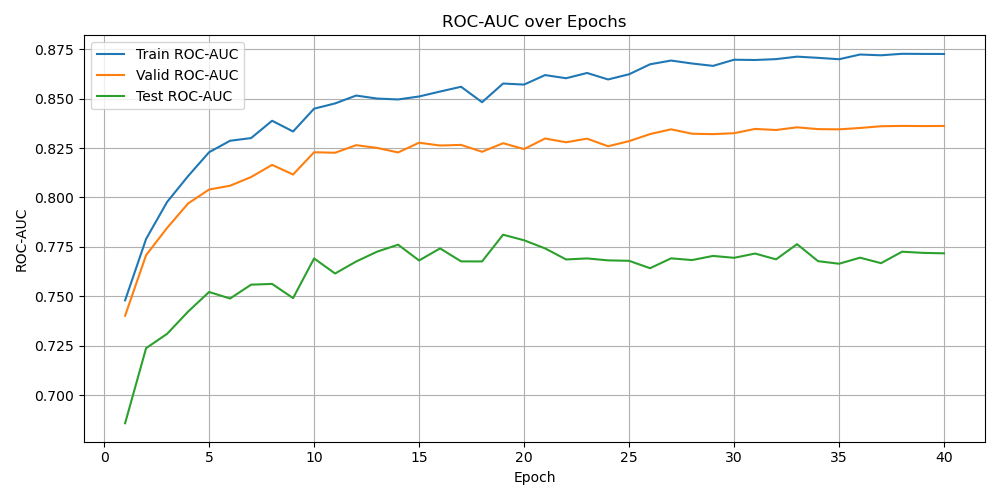 ROC-AUC over Epochs
Train ROC-AUC
Valid ROC-AUC
Test ROC-AUC
ROC-AUC
0.875
0.850
0.825
0.800
0.775
0.750
0.725
0.700
0 5 10 15 20 25 30 35 40
Epoch